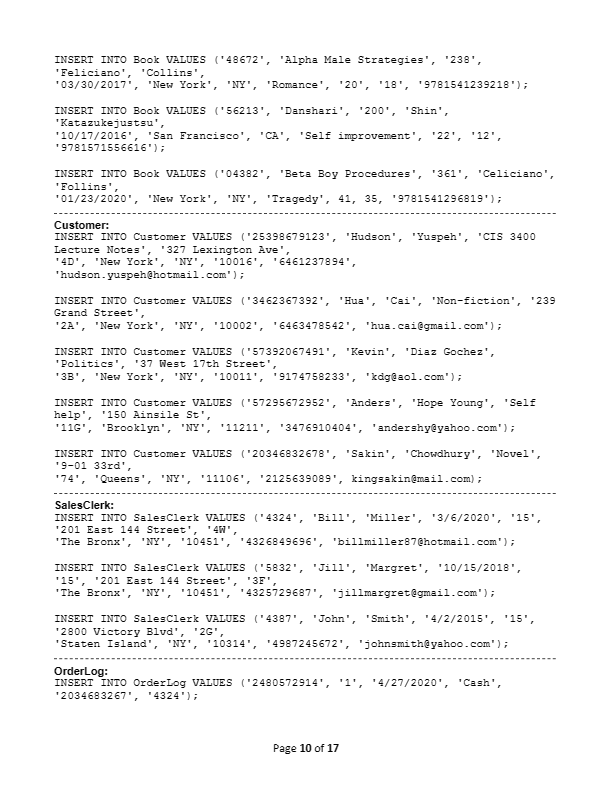 INSERT INTO Book VALUES ('48672', 'Alpha Male Strategies', '238',
'Feliciano', 'Collins',
'03/30/2017', 'New York', 'NY', 'Romance', '20', '18', '9781541239218');
INSERT INTO Book VALUES ('56213', 'Danshari', '200', 'Shin',
'Katazukejustsu',
'10/17/2016', 'San Francisco', 'CA', 'Self improvement', '22', '12',
'9781571556616');
INSERT INTO Book VALUES ('04382', 'Beta Boy Procedures', '361', 'Celiciano',
'Follins',
'01/23/2020', 'New York', 'NY', 'Tragedy', 41, 35, '9781541296819');
Customer:
INSERT INTO Customer VALUES ('25398679123', 'Hudson', 'Yuspeh', 'CIS 3400
Lecture Notes', '327 Lexington Ave',
'4D', 'New York', 'NY', '10016', '6461237894',
'hudson.yuspeh@hotmail.com');
INSERT INTO Customer VALUES ('3462367392', 'Hua', 'Cai', 'Non-fiction', '239
Grand Street',
'2A', 'New York', 'NY', '10002', '6463478542', 'hua.cai@gmail.com');
INSERT INTO Customer VALUES ('57392067491', 'Kevin', 'Diaz Gochez',
'Politics', '37 West 17th Street',
'3B', 'New York', 'NY', '10011', '9174758233', 'kdg@aol.com');
INSERT INTO Customer VALUES ('57295672952', 'Anders', 'Hope Young', 'Self
help', '150 Ainsile St',
'11G', 'Brooklyn', 'NY', '11211', '3476910404', 'andershy@yahoo.com');
INSERT INTO Customer VALUES ('20346832678', 'Sakin', 'Chowdhury', 'Novel',
'9-01 33rd',
'74', 'Queens', 'NY', '11106', '2125639089', kingsakin@mail.com);
SalesClerk:
INSERT INTO SalesClerk VALUES ('4324', 'Bill', 'Miller', '3/6/2020', '15',
'201 East 144 Street', '4W',
'The Bronx', 'NY', '10451', '4326849696', 'billmiller87@hotmail.com');
INSERT INTO SalesClerk VALUES ('5832', 'Jill', 'Margret', '10/15/2018',
'15', '201 East 144 Street', '3F',
'The Bronx', 'NY', '10451', '4325729687', 'jillmargret@gmail.com');
INSERT INTO SalesClerk VALUES ('4387', 'John', 'Smith', '4/2/2015', '15',
'2800 Victory Blvd', '2G',
'Staten Island', 'NY', '10314', '4987245672', 'johnsmith@yahoo.com');
OrderLog:
INSERT INTO OrderLog VALUES ('2480572914', '1', '4/27/2020', 'Cash',
'2034683267', '4324');
Page 10 of 17